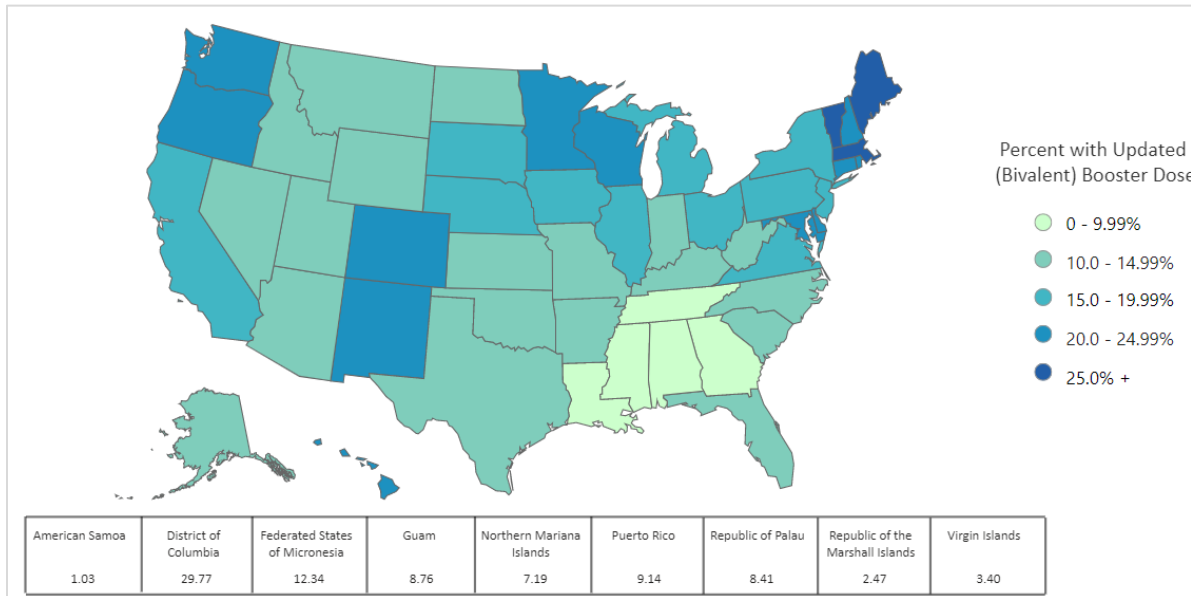 Percent with Updated
(Bivalent) Booster Dose
0 - 9.99%
10.0 - 14.99%
15.0 - 19.99%
20.0 - 24.99%
25.0% +
American Samoa
District of
Columbia
Federated States
of Micronesia
Guam
Northern Mariana
Islands
Puerto Rico
Republic of Palau
Republic of the
Marshall Islands
Virgin Islands
1.03
29.77
12.34
8.76
7.19
9.14
8.41
2.47
3.40